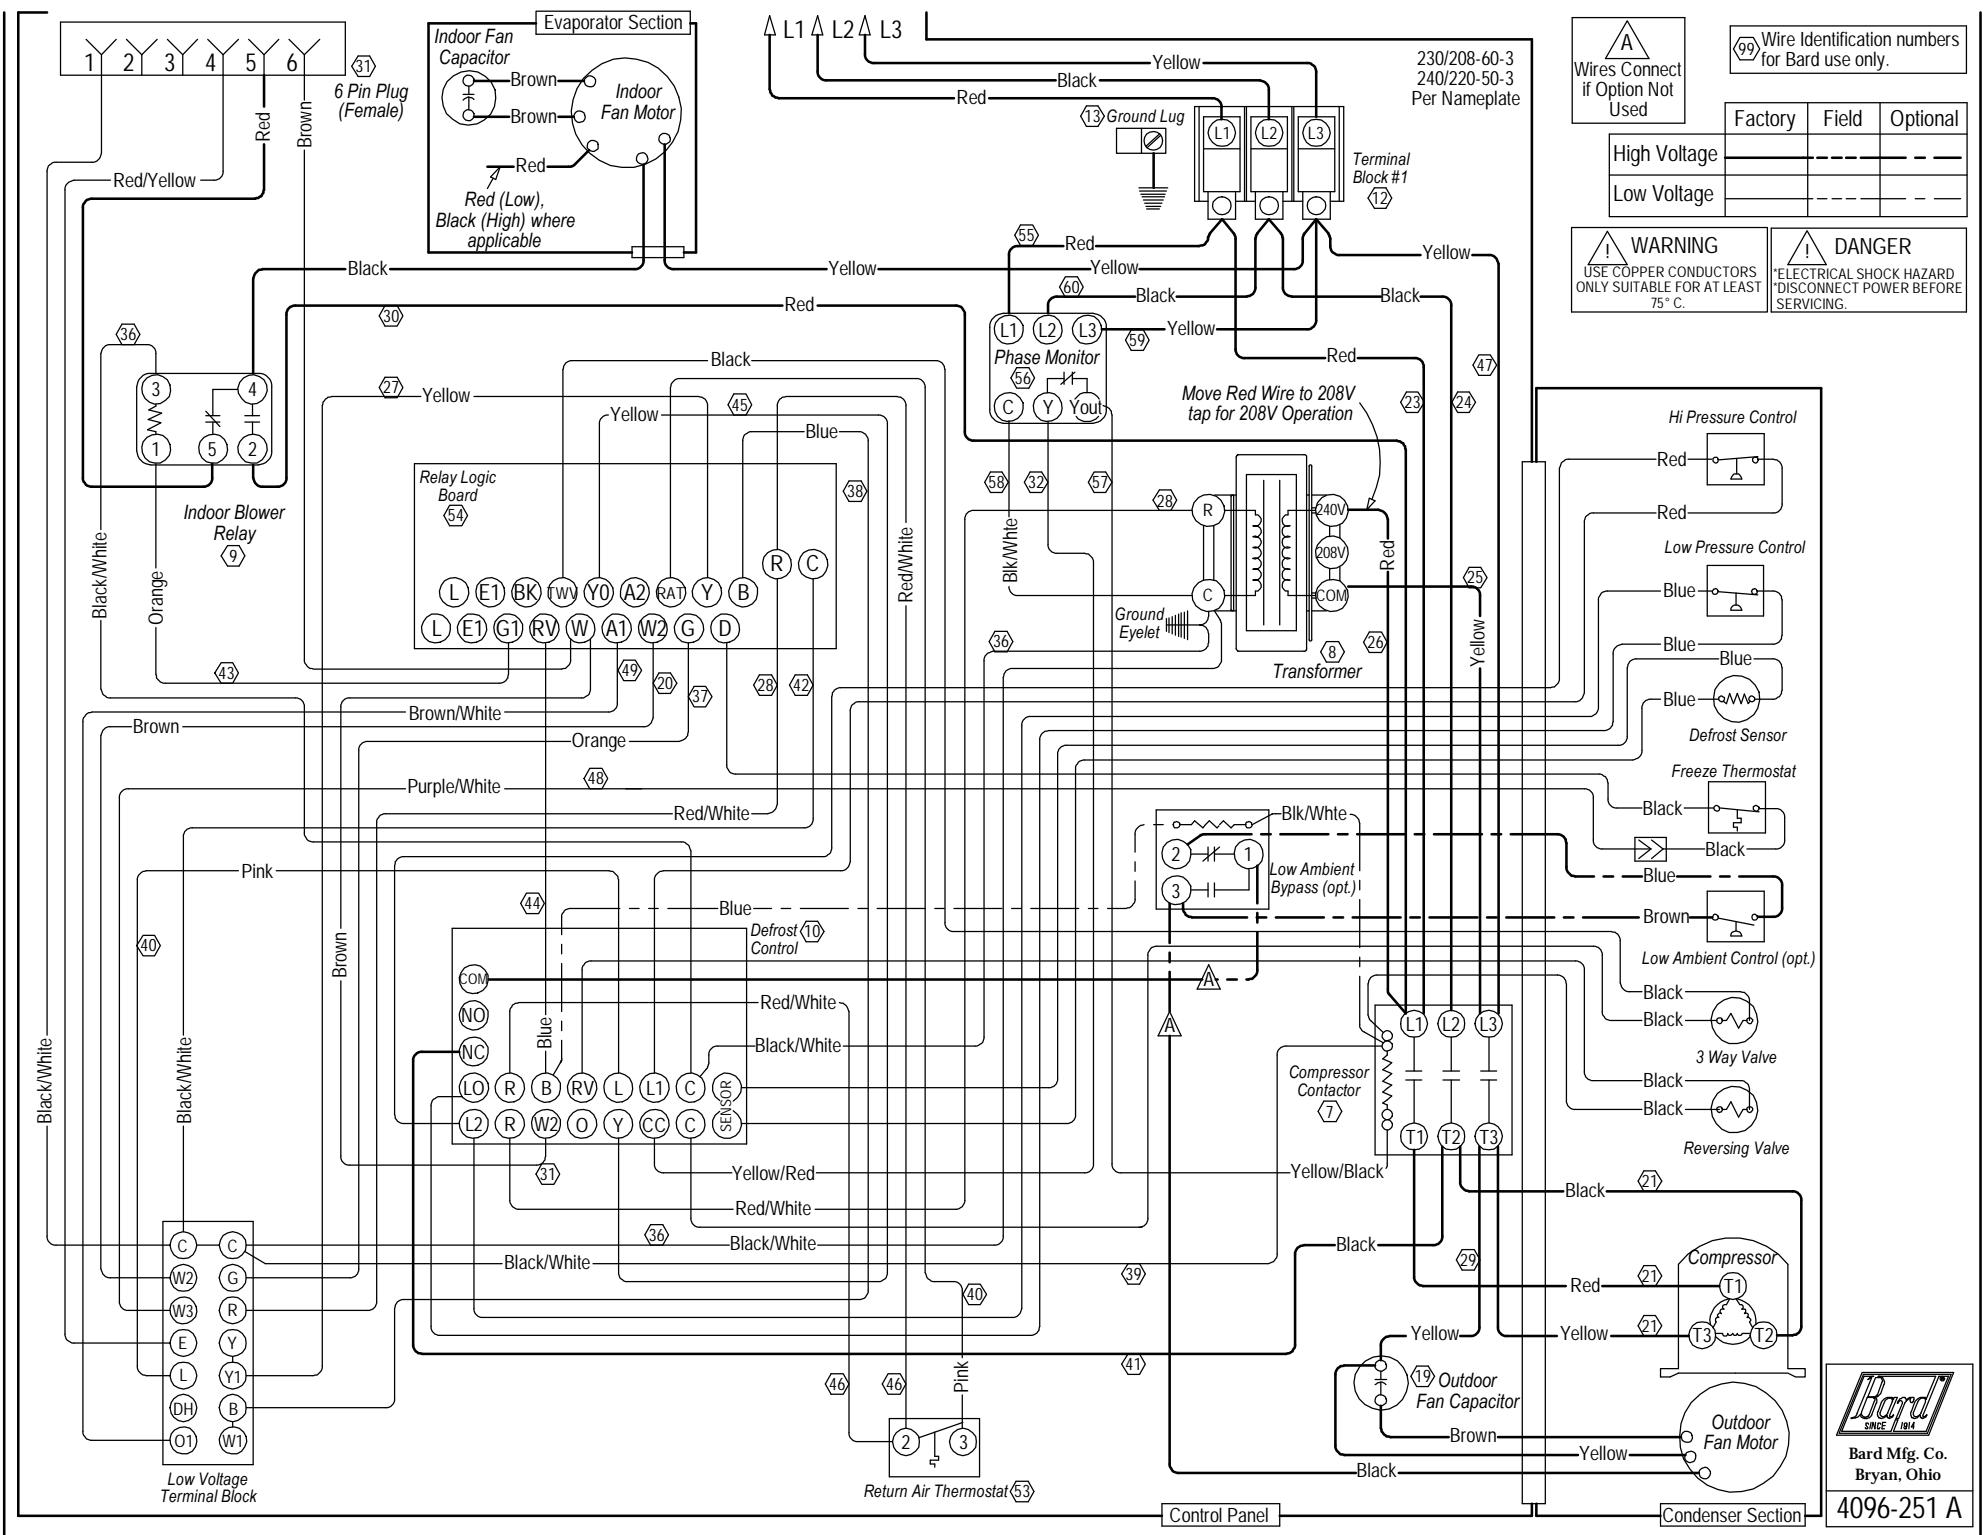 Evaporator Section
Indoor Fan
Capacitor
Brown
Brown
Indoor
Fan Motor
Red
Red (Low),
Black (High) where
applicable
1 2 3 4 5 6
31
6 Pin Plug
(Female)
Red
Brown
Red/Yellow
L1 L2 L3
Yellow
Black
Red
230/208-60-3
240/220-50-3
Per Nameplate
13 Ground Lug
L1 L2 L3
Terminal
Block #1
12
A
Wires Connect
if Option Not
Used
99 Wire Identification numbers
for Bard use only.
Factory Field Optional
High Voltage
Low Voltage
! WARNING
USE COPPER CONDUCTORS
ONLY SUITABLE FOR AT LEAST
75° C.
! DANGER
*ELECTRICAL SHOCK HAZARD
*DISCONNECT POWER BEFORE
SERVICING.
55
Red
Yellow
Black
Yellow
Yellow
60
Black
Black
30
Red
59
Yellow
Red
47
L1 L2 L3
Phase Monitor
56
C Y Yout
36
3 4
1 5 2
Indoor Blower
Relay
9
Black
27
Yellow
Yellow
45
Blue
Relay Logic
Board
54
38
Red/White
R C
L E1 BK TWV Y0 A2 RAT Y B
L E1 G1 RV W A1 W2 G D
Black/White
Orange
43
49
20
37
28
42
Brown/White
Brown
Orange
48
Purple/White
Red/White
Move Red Wire to 208V
tap for 208V Operation
23
24
58
32
57
28
Blk/White
R
C
240V
208V
COM
Red
25
Ground
Eyelet
36
8
Transformer
26
Yellow
Hi Pressure Control
Red
Red
Low Pressure Control
Blue
Blue
Blue
Blue
Defrost Sensor
Freeze Thermostat
Black
Black
Blue
Brown
Low Ambient Control (opt.)
Blk/Whte
2 1
3
Low Ambient
Bypass (opt.)
A
A
Black
Black
3 Way Valve
Black
Black
Reversing Valve
Pink
44
Blue
40
Brown
Defrost
Control
10
COM
NO
NC
LO R B RV L L1 C
L2 R W2 O Y CC C
SENSOR
Blue
Red/White
Black/White
31
Yellow/Red
Red/White
36
Black/White
Black/White
Black/White
Black/White
L1 L2 L3
Compressor
Contactor
7
T1 T2 T3
Yellow/Black
Black
21
Black
29
39
40
Red
21
Compressor
T1
T3 T2
Yellow
Yellow
21
41
46
46
Pink
2 3
Return Air Thermostat 53
19 Outdoor
Fan Capacitor
Brown
Yellow
Black
Outdoor
Fan Motor
C C
W2 G
W3 R
E Y
L Y1
DH B
O1 W1
Low Voltage
Terminal Block
Control Panel
Condenser Section
Bard
SINCE 1914
®
Bard Mfg. Co.
Bryan, Ohio
4096-251 A